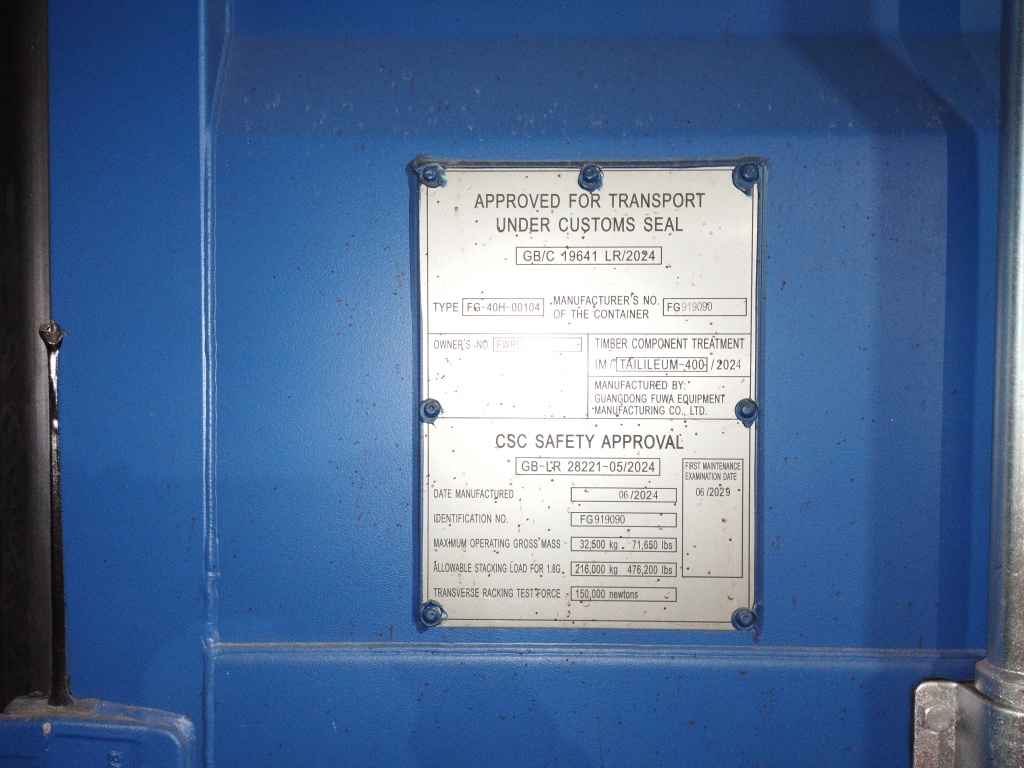 APPROVED FOR TRANSPORT
UNDER CUSTOMS SEAL
GB/C 19641 LR/2024
TYPE FG-40H-00104
MANUFACTURER'S NO.
OF THE CONTAINER
FG919090
OWNER'S NO
TIMBER COMPONENT TREATMENT
IM / TAILILEUM-400 / 2024
MANUFACTURED BY:
GUANGDONG FUWA EQUIPMENT
MANUFACTURING CO., LTD.
CSC SAFETY APPROVAL
GB-LR 28221-05/2024
FIRST MAINTENANCE
EXAMINATION DATE
06/2029
DATE MANUFACTURED 06/2024
IDENTIFICATION NO. FG919090
MAXIMUM OPERATING GROSS MASS 32,500 kg . 71,650 lbs
ALLOWABLE STACKING LOAD FOR 1.8G 216,000 kg 476,200 lbs
TRANSVERSE RACKING TEST FORCE 150,000 newtons